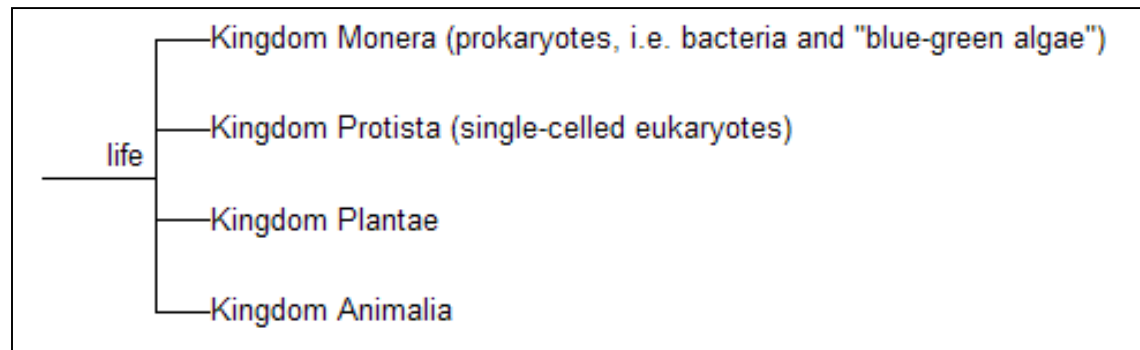 Kingdom Monera (prokaryotes, i.e. bacteria and "blue-green algae")
Kingdom Protista (single-celled eukaryotes)
life
Kingdom Plantae
Kingdom Animalia